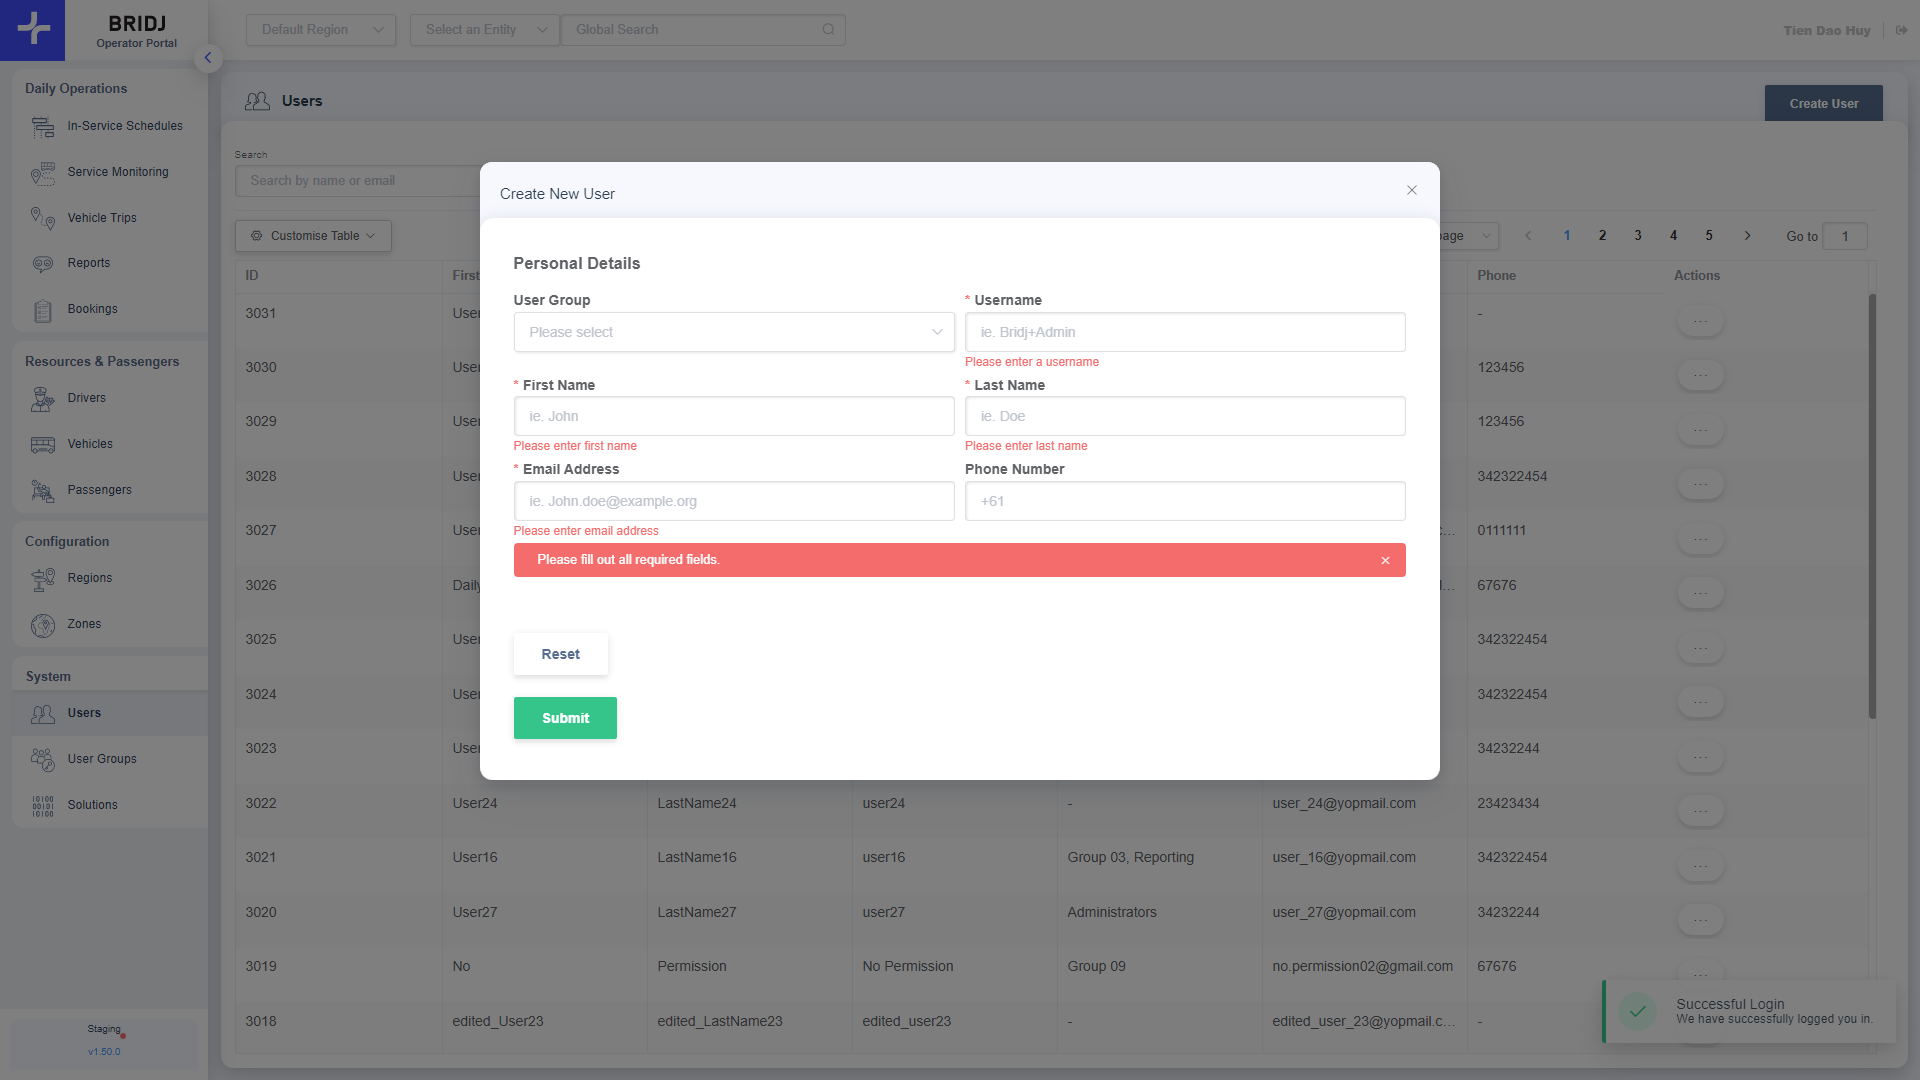 BRIDJ
Operator Portal
Default Region
Select an Entity
Global Search
Tien Dao Huy
Daily Operations
In-Service Schedules
Service Monitoring
Vehicle Trips
Reports
Bookings
Resources & Passengers
Drivers
Vehicles
Passengers
Configuration
Regions
Zones
System
Users
User Groups
Solutions
Staging
v1.50.0
Users
Create User
Search
Search by name or email
Customise Table
1 2 3 4 5
Go to 1
ID First Phone Actions
3031 User -
3030 User 123456
3029 User 123456
3028 User 342322454
3027 User c... 0111111
3026 Daily 67676
3025 User 342322454
3024 User 342322454
3023 User 34232244
3022 User24 LastName24 user24 - user_24@yopmail.com 23423434
3021 User16 LastName16 user16 Group 03, Reporting user_16@yopmail.com 342322454
3020 User27 LastName27 user27 Administrators user_27@yopmail.com 34232244
3019 No Permission No Permission Group 09 no.permission02@gmail.com 67676
3018 edited_User23 edited_LastName23 edited_user23 - edited_user_23@yopmail.c... -
Create New User
Personal Details
User Group
Please select
* Username
ie. Bridj+Admin
Please enter a username
* First Name
ie. John
Please enter first name
* Last Name
ie. Doe
Please enter last name
* Email Address
ie. John.doe@example.org
Please enter email address
Phone Number
+61
Please fill out all required fields.
Reset
Submit
Successful Login
We have successfully logged you in.